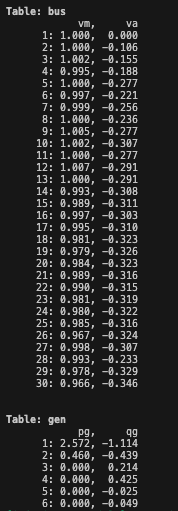 Table: bus
vm, va
1: 1.000, 0.000
2: 1.000, -0.106
3: 1.002, -0.155
4: 0.995, -0.188
5: 1.000, -0.277
6: 0.997, -0.221
7: 0.999, -0.256
8: 1.000, -0.236
9: 1.005, -0.277
10: 1.002, -0.307
11: 1.000, -0.277
12: 1.007, -0.291
13: 1.000, -0.291
14: 0.993, -0.308
15: 0.989, -0.311
16: 0.997, -0.303
17: 0.995, -0.310
18: 0.981, -0.323
19: 0.979, -0.326
20: 0.984, -0.323
21: 0.989, -0.316
22: 0.990, -0.315
23: 0.981, -0.319
24: 0.980, -0.322
25: 0.985, -0.316
26: 0.967, -0.324
27: 0.998, -0.307
28: 0.993, -0.233
29: 0.978, -0.329
30: 0.966, -0.346
Table: gen
pg, qg
1: 2.572, -1.114
2: 0.460, -0.439
3: 0.000, 0.214
4: 0.000, 0.425
5: 0.000, -0.025
6: 0.000, -0.049